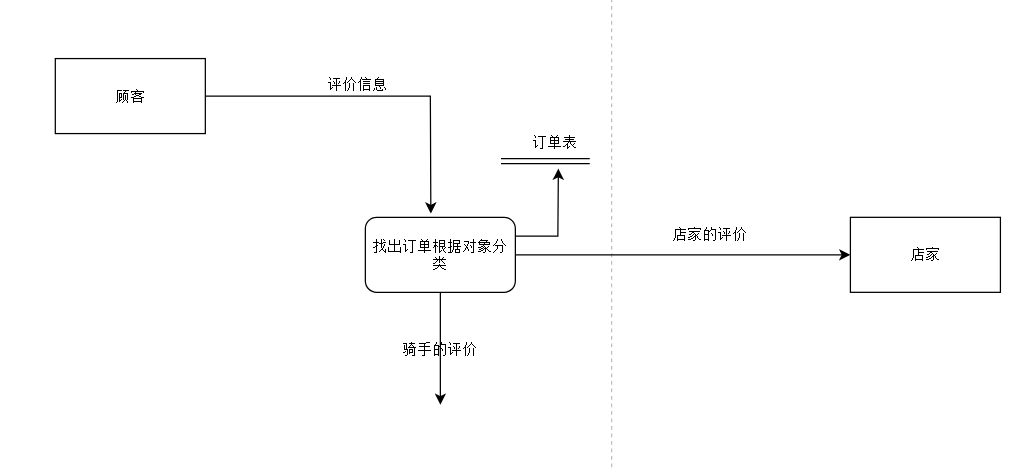 评价信息
顾客
订单表
店家的评价
找出订单根据对象分
类
店家
骑手的评价